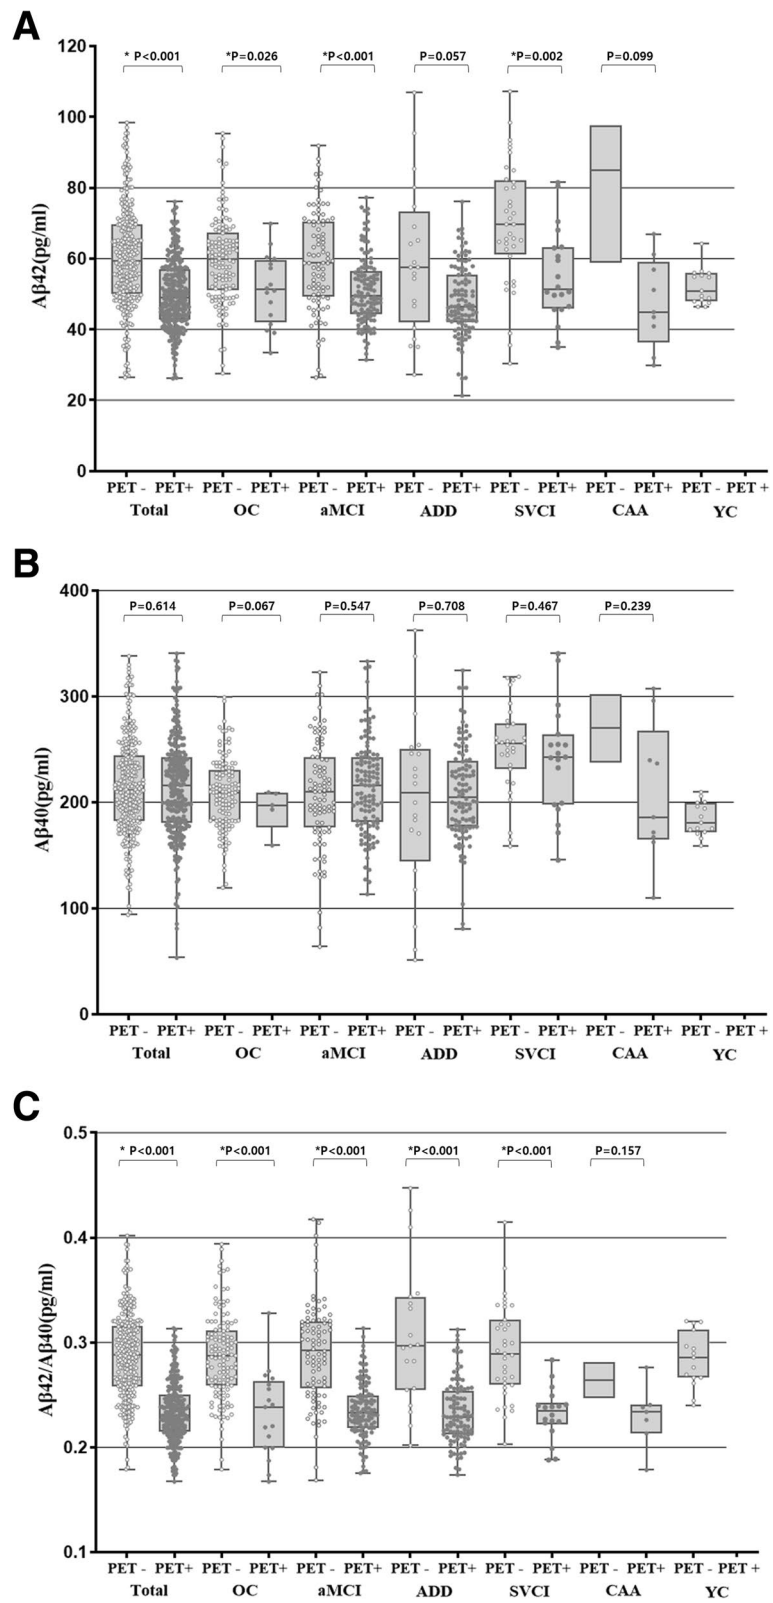 A
120
* P<0.001 *P=0.026 *P<0.001 P=0.057 *P=0.002 P=0.099
100
80
60
40
20
0
Aβ42(pg/ml)
PET - PET+ PET - PET+ PET - PET+ PET - PET+ PET - PET+ PET - PET+ PET - PET +
Total OC aMCI ADD SVCI CAA YC
B
400
P=0.614 P=0.067 P=0.547 P=0.708 P=0.467 P=0.239
300
200
100
0
Aβ40(pg/ml)
PET - PET+ PET - PET+ PET - PET+ PET - PET+ PET - PET+ PET - PET+ PET - PET +
Total OC aMCI ADD SVCI CAA YC
C
0.5
* P<0.001 *P<0.001 *P<0.001 *P<0.001 *P<0.001 P=0.157
0.4
0.3
0.2
0.1
Aβ42/Aβ40(pg/ml)
PET - PET+ PET - PET+ PET - PET+ PET - PET+ PET - PET+ PET - PET+ PET - PET +
Total OC aMCI ADD SVCI CAA YC